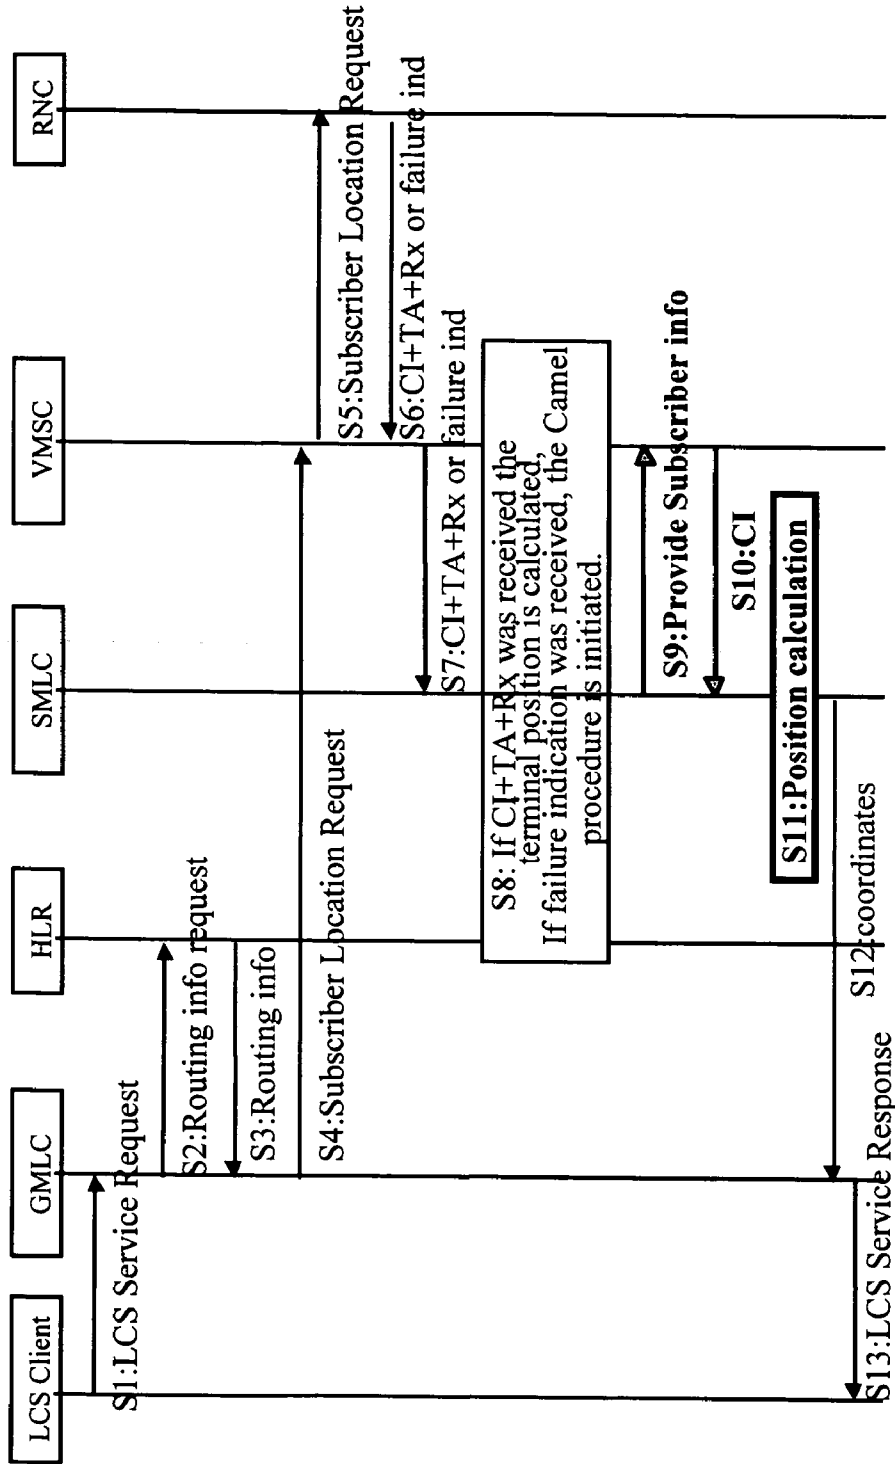 LCS Client
GMLC
HLR
SMLC
VMSC
RNC
S1:LCS Service Request
S2:Routing info request
S3:Routing info
S4:Subscriber Location Request
S5:Subscriber Location Request
S6:CI+TA+Rx or failure ind
S7:CI+TA+Rx or failure ind
S8: If CI+TA+Rx was received the
terminal position is calculated,
If failure indication was received, the Camel
procedure is initiated.
S9:Provide Subscriber info
S10:CI
S11:Position calculation
S12:coordinates
S13:LCS Service Response